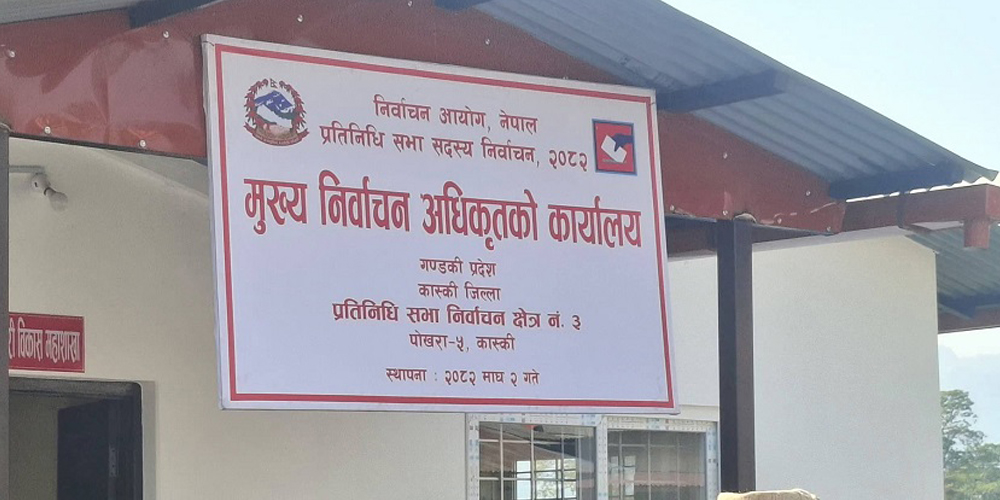 निर्वाचन आयोग, नेपाल
प्रतिनिधि सभा सदस्य निर्वाचन, २०८२
मुख्य निर्वाचन अधिकृतको कार्यालय
गण्डकी प्रदेश
कास्की जिल्ला
प्रतिनिधि सभा निर्वाचन क्षेत्र नं. ३
पोखरा-५, कास्की
स्थापना : २०८२ माघ २ गते
विकास महाशाखा